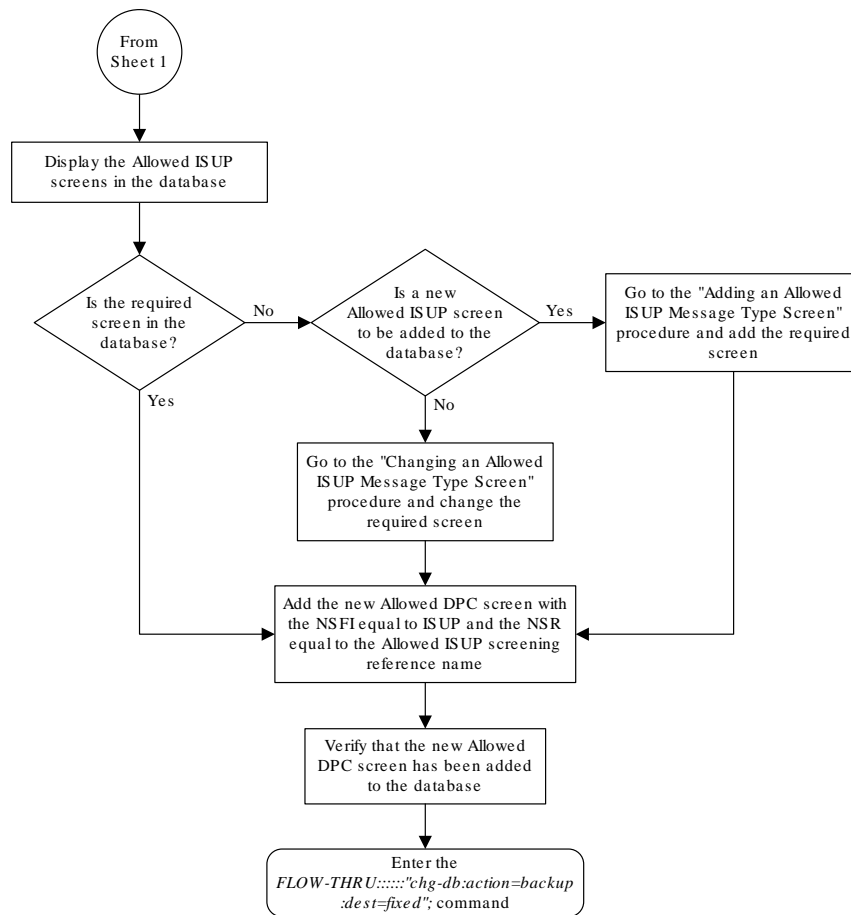 From
Sheet 1
Display the Allowed ISUP
screens in the database
Is the required
screen in the
database?
No
Yes
Is a new
Allowed ISUP screen
to be added to the
database?
Yes
No
Go to the "Adding an Allowed
ISUP Message Type Screen"
procedure and add the required
screen
Go to the "Changing an Allowed
ISUP Message Type Screen"
procedure and change the
required screen
Add the new Allowed DPC screen with
the NSFI equal to ISUP and the NSR
equal to the Allowed ISUP screening
reference name
Verify that the new Allowed
DPC screen has been added
to the database
Enter the
FLOW-THRU::::::"chg-db:action=backup
:dest=fixed"; command